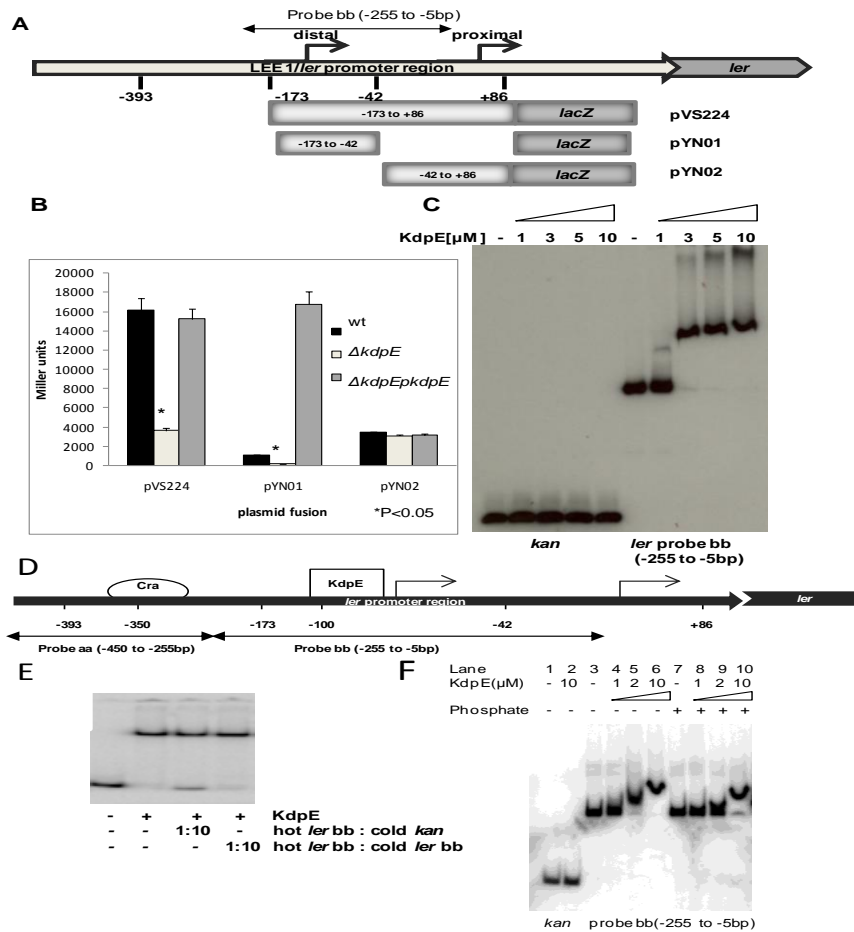 Probe bb (-255 to -5bp)
A
distal
proximal
LEE 1/ler promoter region
ler
-393
-173
-42
+86
-173 to +86
lacZ
pVS224
-173 to -42
lacZ
pYN01
-42 to +86
lacZ
pYN02
B
20000
18000
16000
14000
12000
10000
8000
6000
4000
2000
0
Miller units
wt
ΔkdpE
ΔkdpEpkdpE
*
*
pVS224
pYN01
pYN02
plasmid fusion
*P<0.05
C
KdpE[µM] - 1 3 5 10 - 1 3 5 10
kan
ler probe bb
(-255 to -5bp)
D
Cra
KdpE
ler promoter region
ler
-393
-350
-173
-100
-42
+86
Probe aa (-450 to -255bp)
Probe bb (-255 to -5bp)
E
- + + + KdpE
- - 1:10 - hot ler bb : cold kan
- - - 1:10 hot ler bb : cold ler bb
F
Lane 1 2 3 4 5 6 7 8 9 10
KdpE(µM) - 10 - 1 2 10 - 1 2 10
Phosphate - - - - - - + + + +
kan
probe bb(-255 to -5bp)